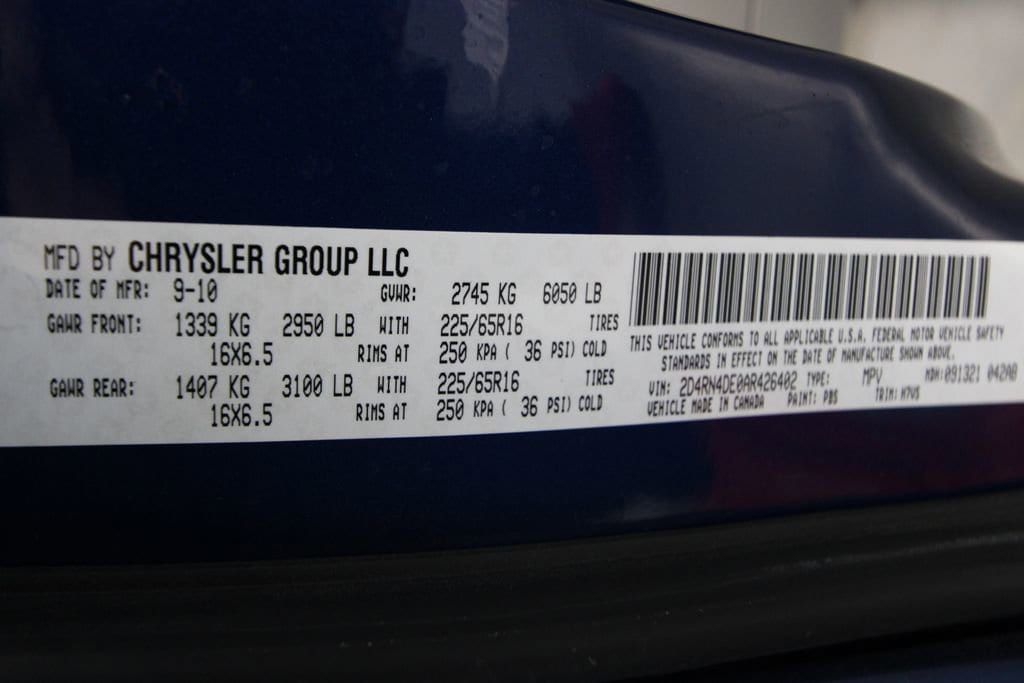 MFD BY CHRYSLER GROUP LLC
DATE OF MFR: 9-10 GVWR: 2745 KG 6050 LB
GAWR FRONT: 1339 KG 2950 LB WITH 225/65R16 TIRES
16X6.5 RIMS AT 250 KPA ( 36 PSI) COLD
GAWR REAR: 1407 KG 3100 LB WITH 225/65R16 TIRES
16X6.5 RIMS AT 250 KPA ( 36 PSI) COLD
THIS VEHICLE CONFORMS TO ALL APPLICABLE U.S.A. FEDERAL MOTOR VEHICLE SAFETY
STANDARDS IN EFFECT ON THE DATE OF MANUFACTURE SHOWN ABOVE.
VIN: 2D4RN4DE0AR426402 TYPE: MPV MDH: 091321 042AB
VEHICLE MADE IN CANADA PAINT: PBS TRIM: